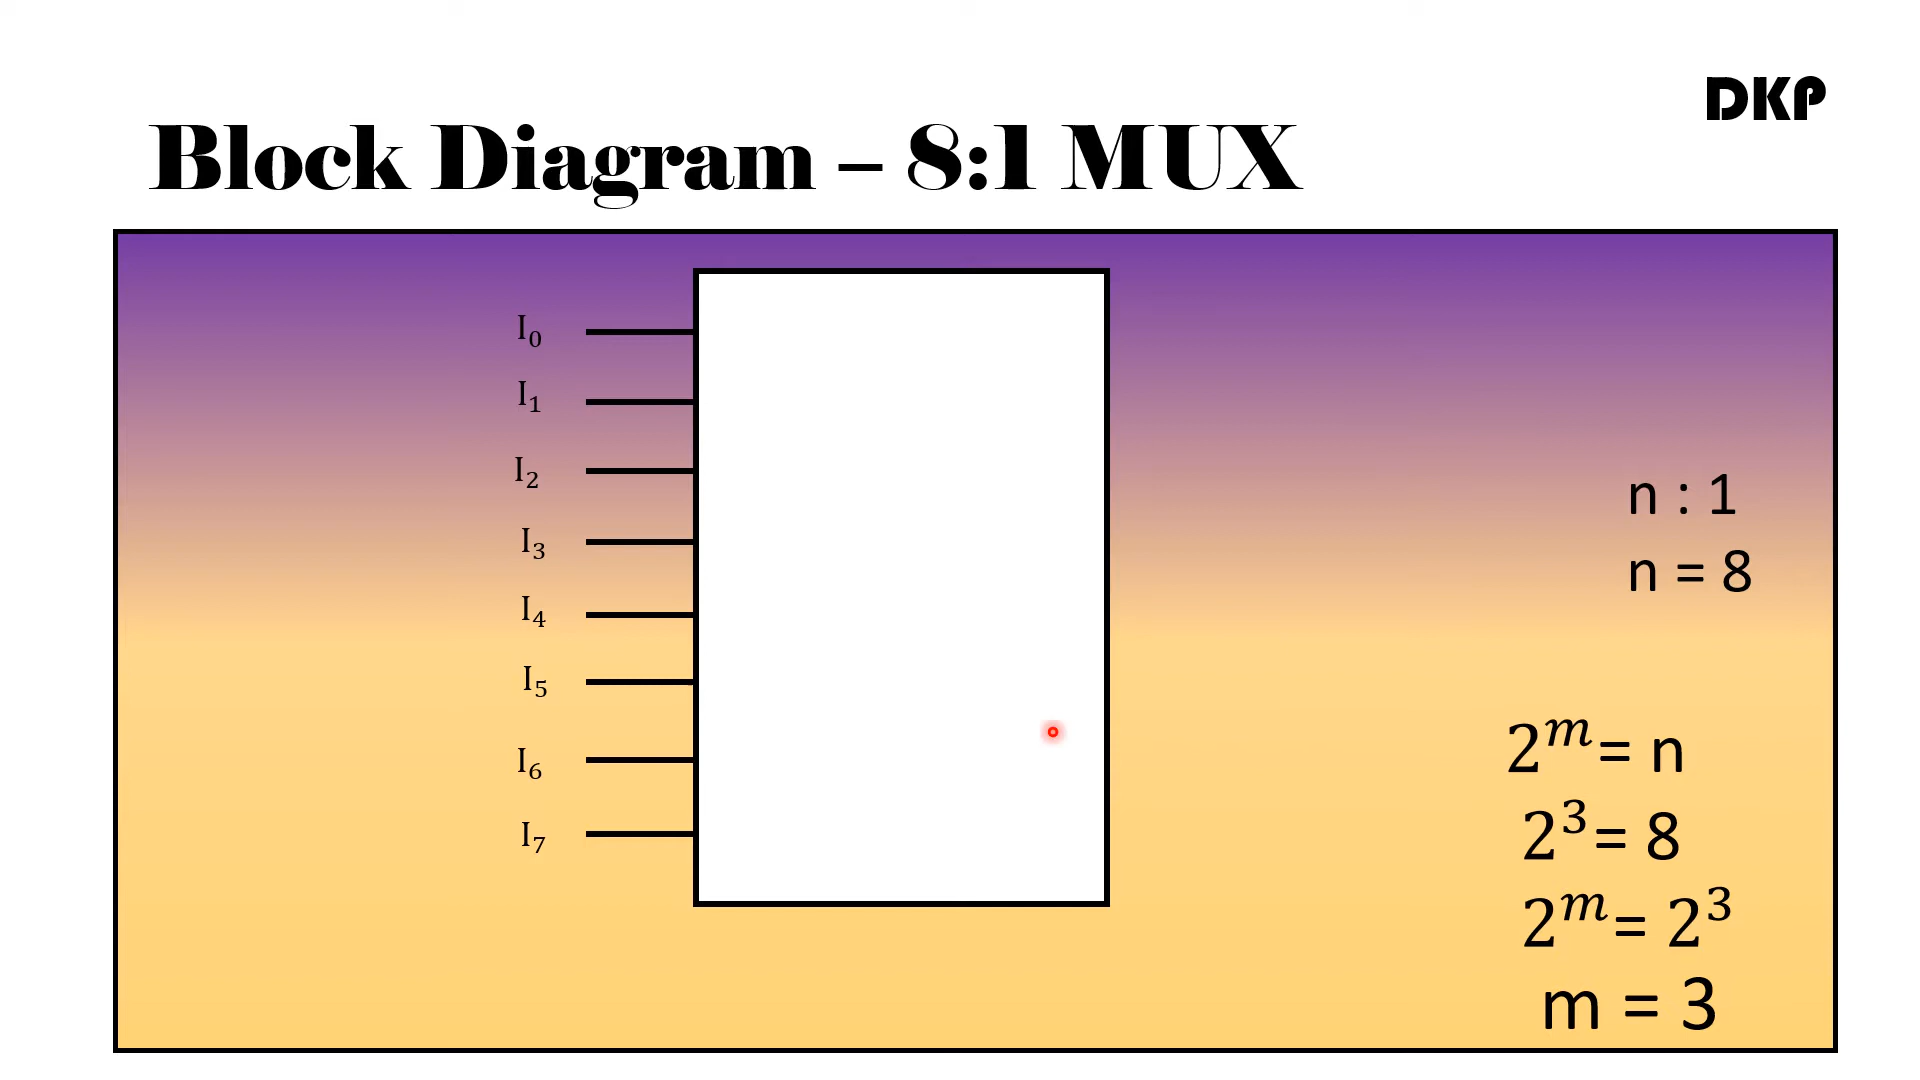 DKP
Block Diagram – 8:1 MUX
I₀
I₁
I₂
I₃
I₄
I₅
I₆
I₇
n : 1
n = 8
2ᵐ= n
2³= 8
2ᵐ= 2³
m = 3